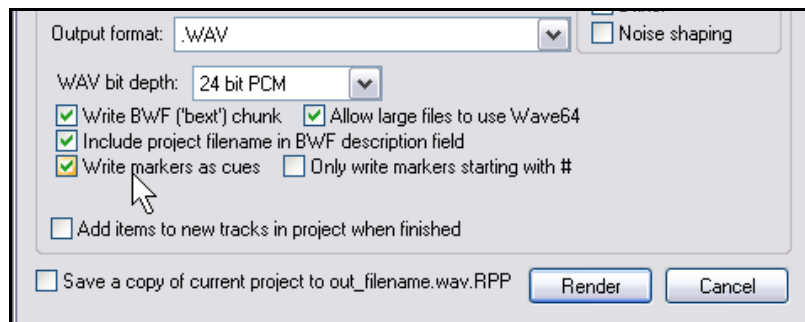 Output format: .WAV
Noise shaping
WAV bit depth: 24 bit PCM
Write BWF ('bext') chunk Allow large files to use Wave64
Include project filename in BWF description field
Write markers as cues Only write markers starting with #
Add items to new tracks in project when finished
Save a copy of current project to out_filename.wav.RPP Render Cancel